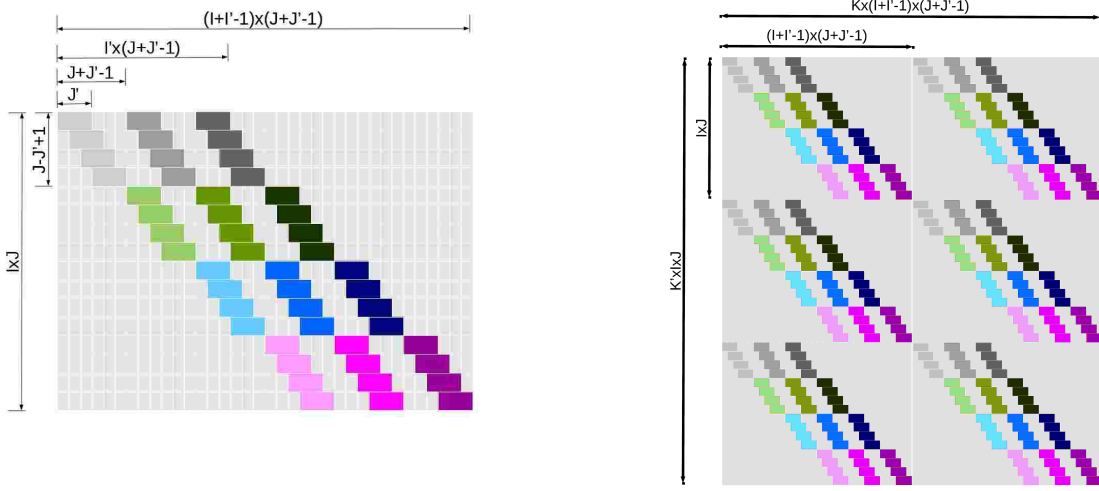 (I+I'-1)x(J+J'-1)
I'x(J+J'-1)
J+J'-1
J'
J-J'+1
IxJ
Kx(I+I'-1)x(J+J'-1)
(I+I'-1)x(J+J'-1)
IxJ
K'xIxJ